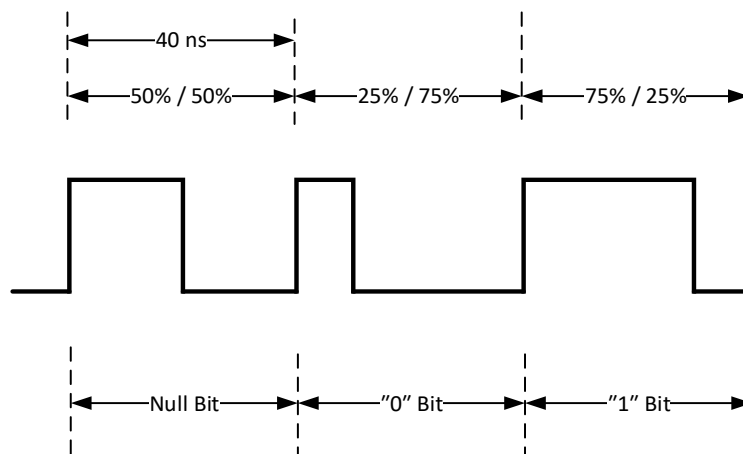 40 ns
50% / 50% 25% / 75% 75% / 25%
Null Bit ”0” Bit ”1” Bit